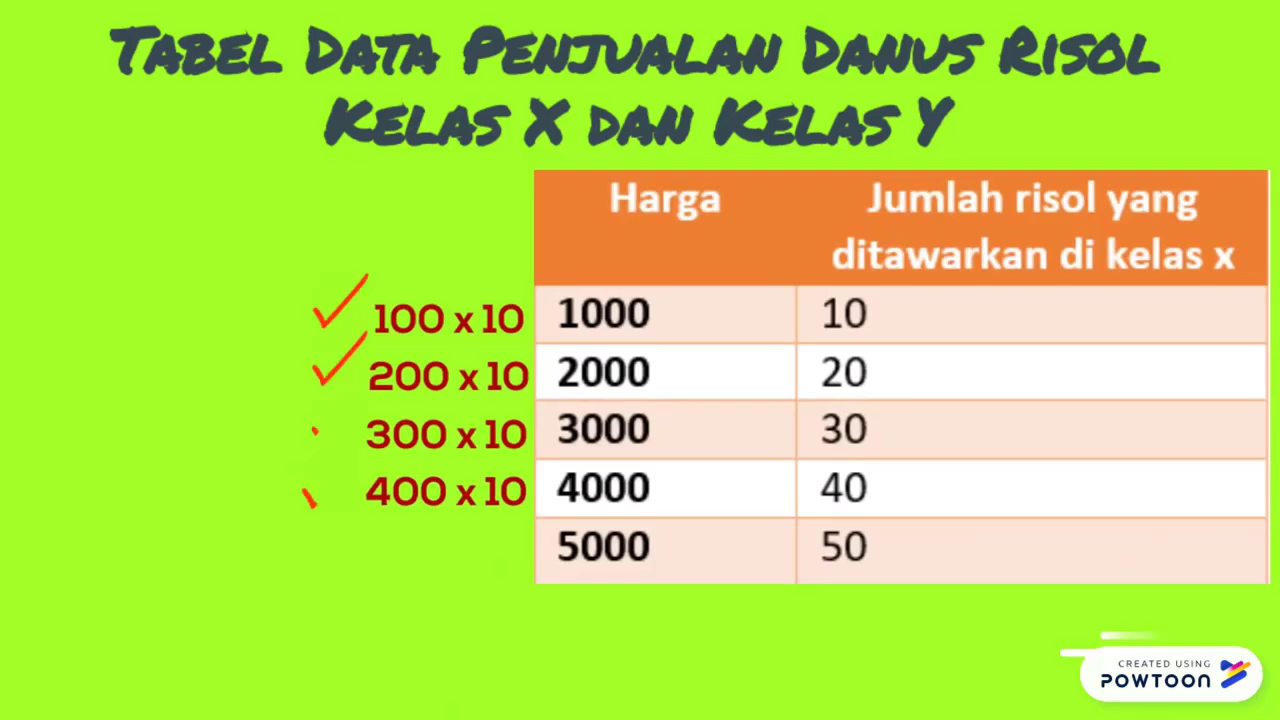 Tabel Data Penjualan Danus Risol
Kelas X dan Kelas Y
Harga
Jumlah risol yang
ditawarkan di kelas x
100 x 10 1000 10
200 x 10 2000 20
300 x 10 3000 30
400 x 10 4000 40
5000 50
CREATED USING
POWTOON